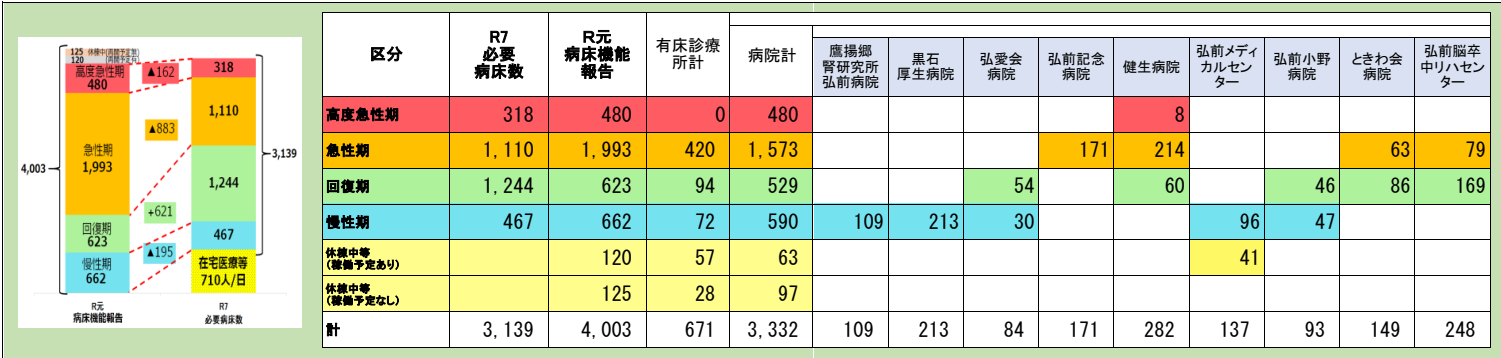 125 休棟中(再開予定無)
120 (再開予定有)
高度急性期
480
急性期
1,993
回復期
623
慢性期
662
4,003
▲162
▲883
+621
▲195
318
1,110
1,244
467
在宅医療等
710人/日
3,139
R元
病床機能報告
R7
必要病床数
区分
R7
必要
病床数
R元
病床機能
報告
有床診療
所計
病院計
鷹揚郷
腎研究所
弘前病院
黒石
厚生病院
弘愛会
病院
弘前記念
病院
健生病院
弘前メディ
カルセン
ター
弘前小野
病院
ときわ会
病院
弘前脳卒
中リハセン
ター
高度急性期 318 480 0 480 8
急性期 1,110 1,993 420 1,573 171 214 63 79
回復期 1,244 623 94 529 54 60 46 86 169
慢性期 467 662 72 590 109 213 30 96 47
休棟中等
(稼働予定あり) 120 57 63 41
休棟中等
(稼働予定なし) 125 28 97
計 3,139 4,003 671 3,332 109 213 84 171 282 137 93 149 248